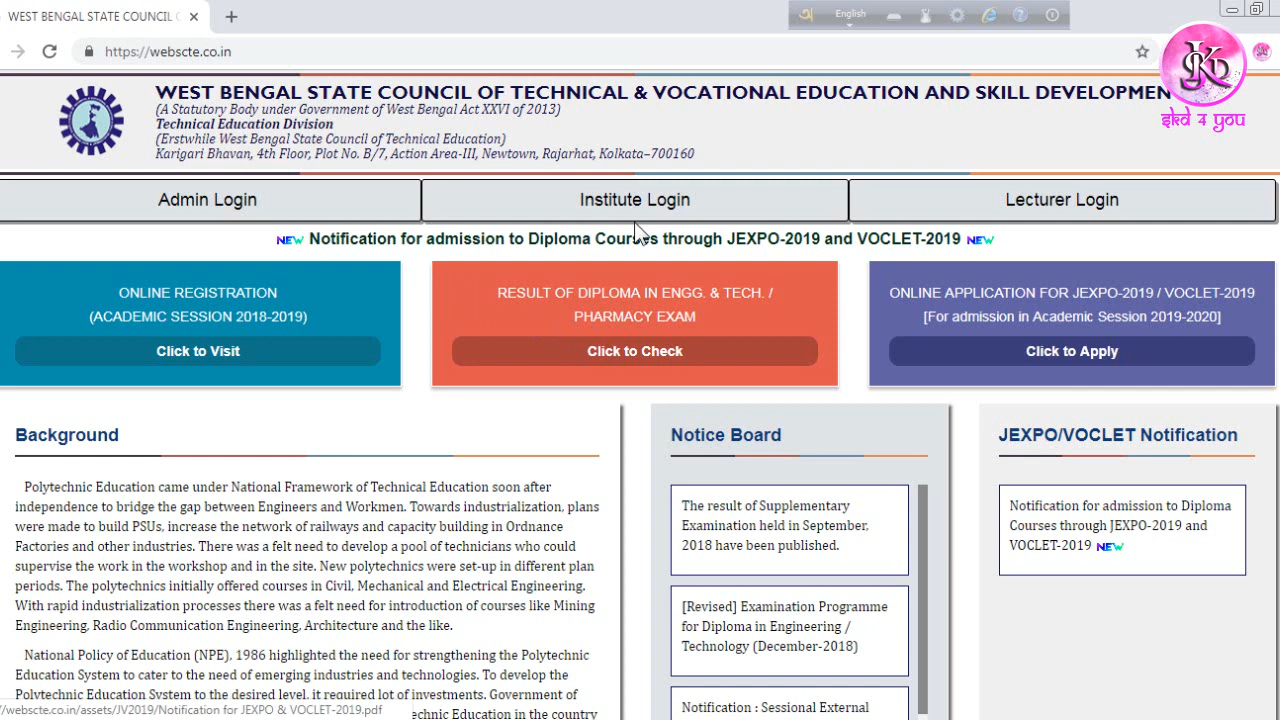 WEST BENGAL STATE COUNCIL
English
https://webscte.co.in
SKD
skd 4 you
WEST BENGAL STATE COUNCIL OF TECHNICAL & VOCATIONAL EDUCATION AND SKILL DEVELOPMEN
(A Statutory Body under Government of West Bengal Act XXVI of 2013)
Technical Education Division
(Erstwhile West Bengal State Council of Technical Education)
Karigari Bhavan, 4th Floor, Plot No. B/7, Action Area-III, Newtown, Rajarhat, Kolkata–700160
Admin Login
Institute Login
Lecturer Login
NEW Notification for admission to Diploma Courses through JEXPO-2019 and VOCLET-2019 NEW
ONLINE REGISTRATION
(ACADEMIC SESSION 2018-2019)
Click to Visit
RESULT OF DIPLOMA IN ENGG. & TECH. /
PHARMACY EXAM
Click to Check
ONLINE APPLICATION FOR JEXPO-2019 / VOCLET-2019
[For admission in Academic Session 2019-2020]
Click to Apply
Background
Polytechnic Education came under National Framework of Technical Education soon after
independence to bridge the gap between Engineers and Workmen. Towards industrialization, plans
were made to build PSUs, increase the network of railways and capacity building in Ordnance
Factories and other industries. There was a felt need to develop a pool of technicians who could
supervise the work in the workshop and in the site. New polytechnics were set-up in different plan
periods. The polytechnics initially offered courses in Civil, Mechanical and Electrical Engineering.
With rapid industrialization processes there was a felt need for introduction of courses like Mining
Engineering, Radio Communication Engineering, Architecture and the like.
National Policy of Education (NPE), 1986 highlighted the need for strengthening the Polytechnic
Education System to cater to the need of emerging industries and technologies. To develop the
Polytechnic Education System to the desired level, it required lot of investments. Government of
echnic Education in the country
Notice Board
The result of Supplementary
Examination held in September,
2018 have been published.
[Revised] Examination Programme
for Diploma in Engineering /
Technology (December-2018)
Notification : Sessional External
JEXPO/VOCLET Notification
Notification for admission to Diploma
Courses through JEXPO-2019 and
VOCLET-2019 NEW
/webscte.co.in/assets/JV2019/Notification for JEXPO & VOCLET-2019.pdf